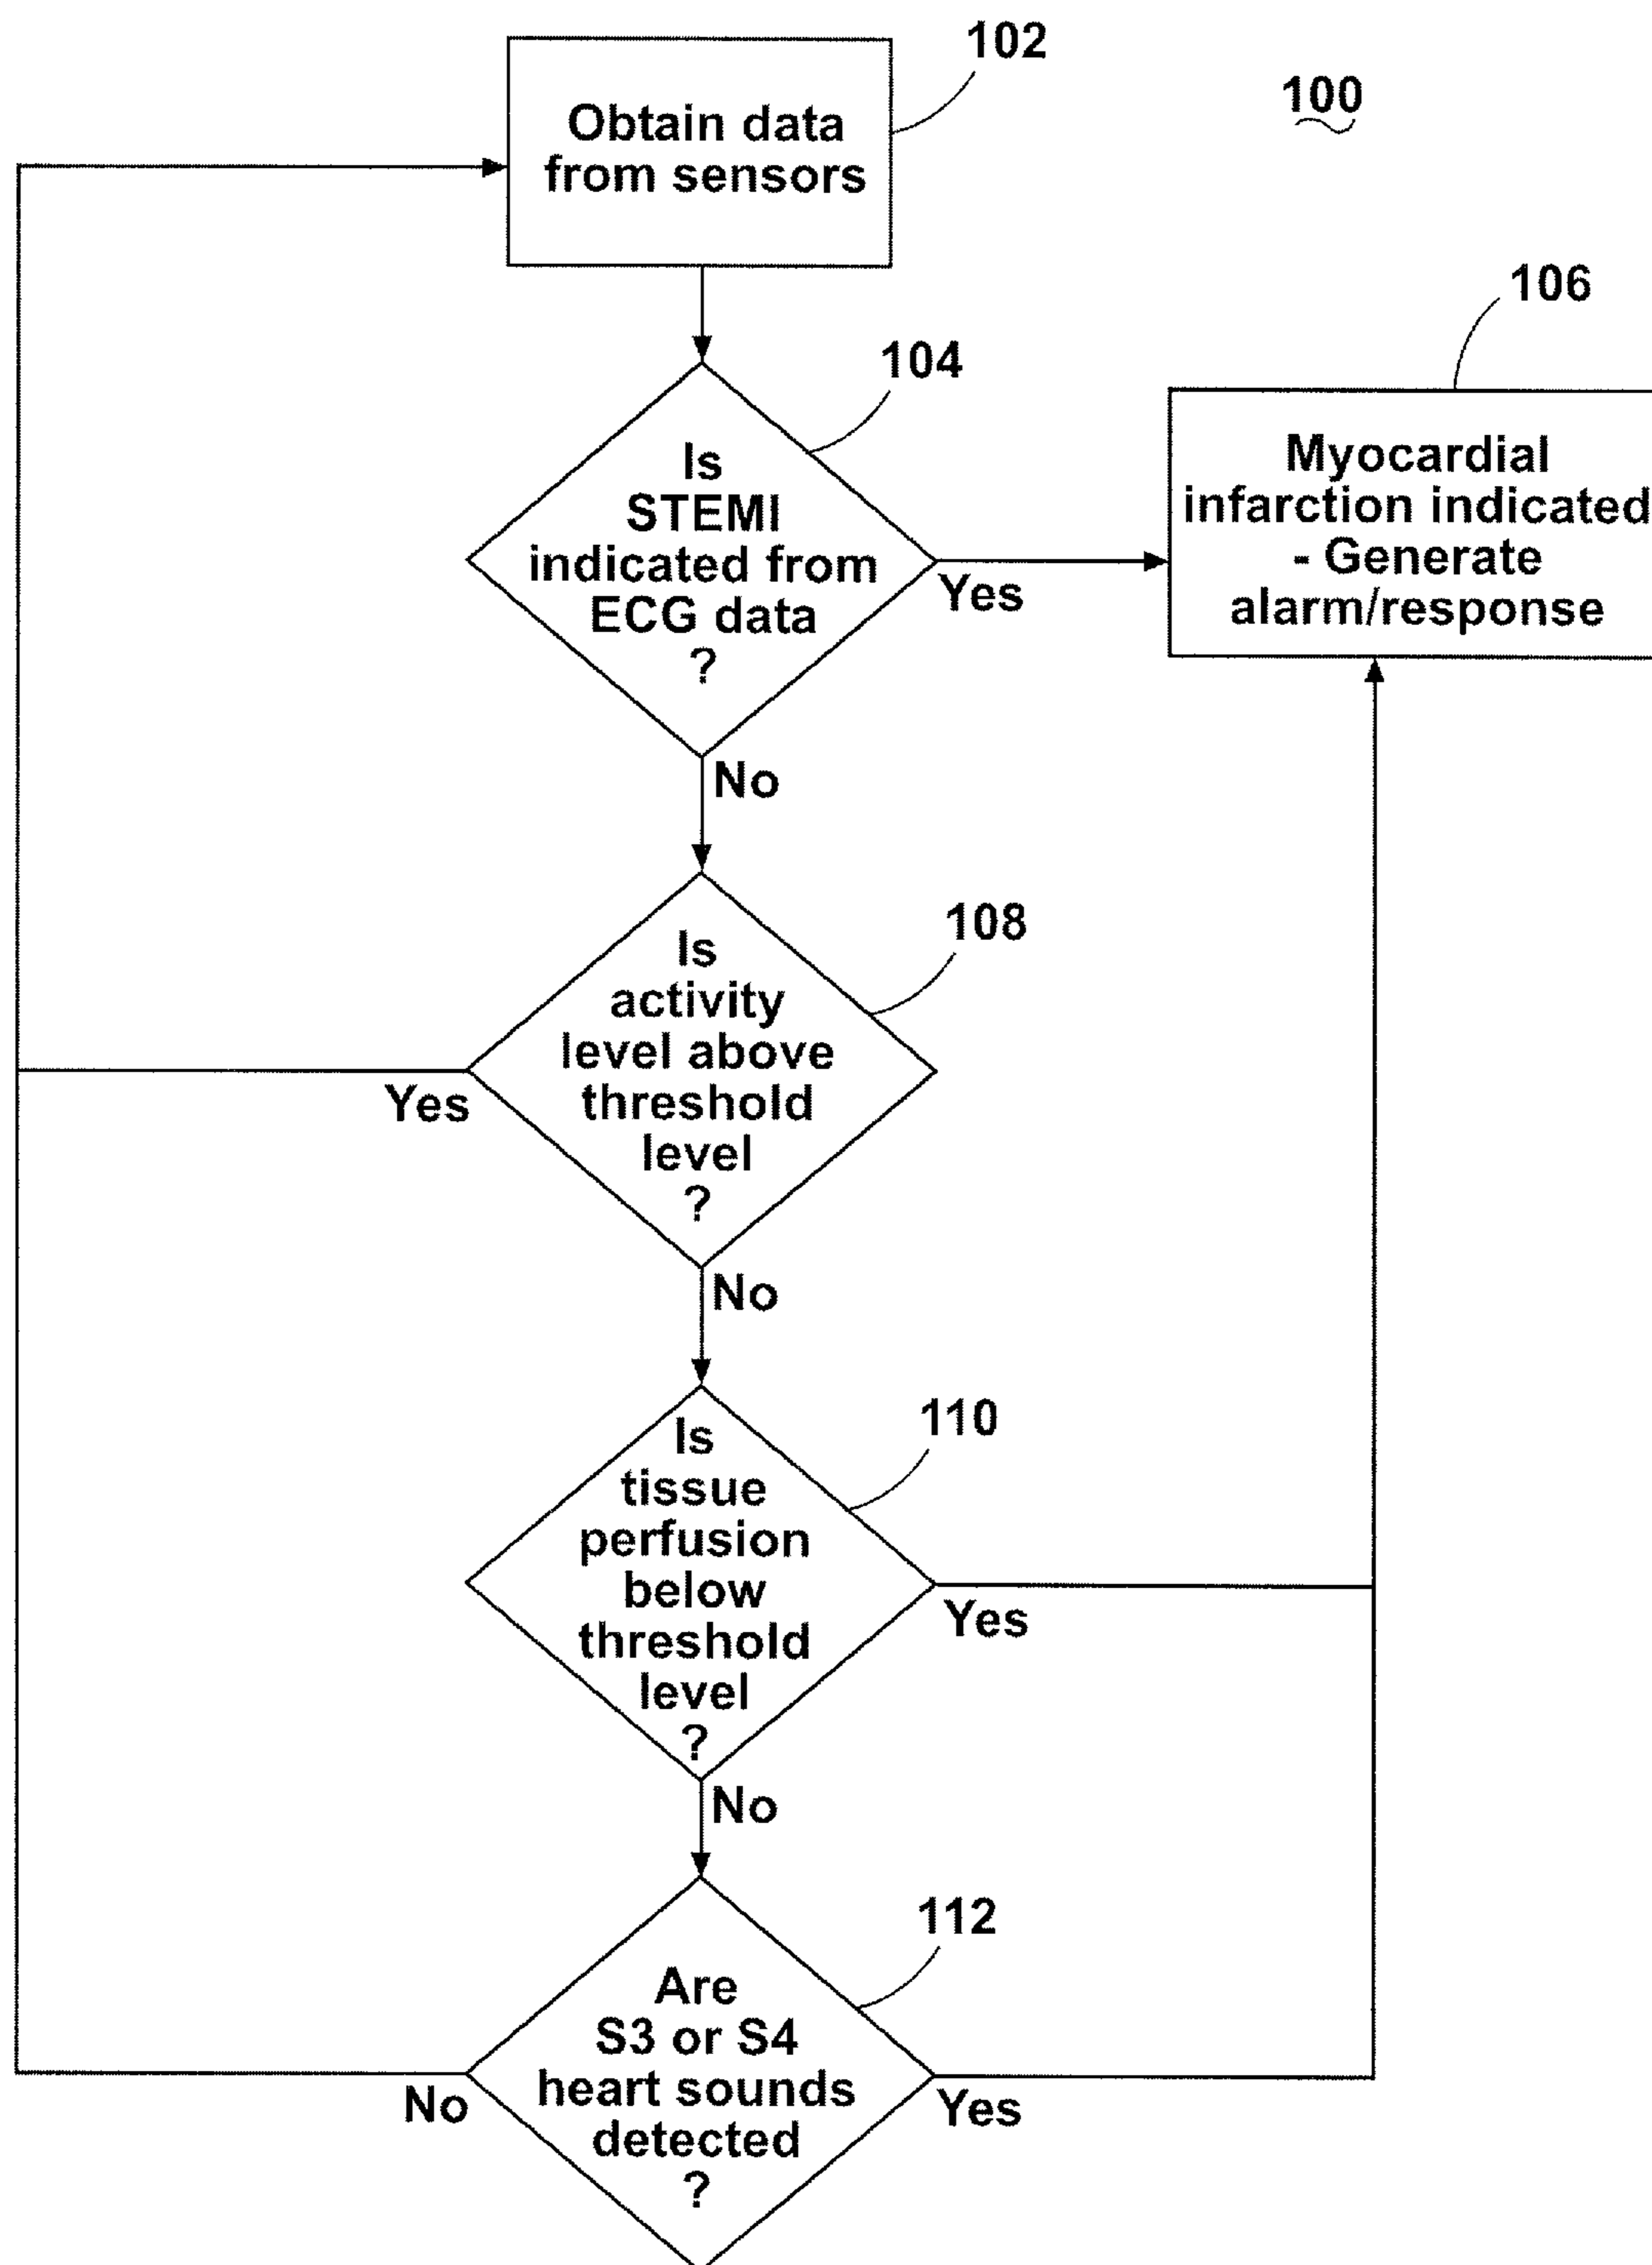 102
100
Obtain data
from sensors
106
104
Is
STEMI
indicated from
ECG data
?
Yes
Myocardial
infarction indicated
- Generate
alarm/response
No
108
Is
activity
level above
threshold
level
?
Yes
No
110
Is
tissue
perfusion
below
threshold
level
?
Yes
No
112
Are
S3 or S4
heart sounds
detected
?
No
Yes